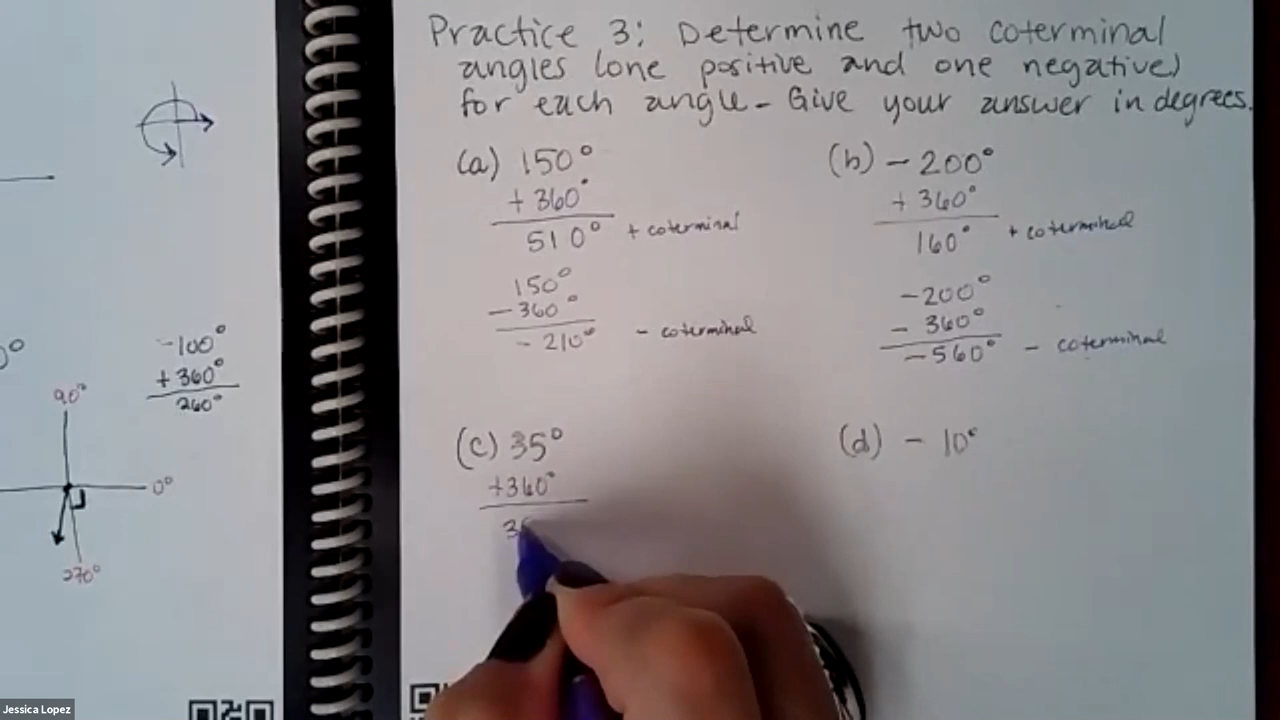 Practice 3: Determine two coterminal
angles (one positive and one negative)
for each angle - Give your answer in degrees.
(a) 150°
+ 360°
510° + coterminal
150°
- 360°
- 210° - coterminal
(b) - 200°
+ 360°
160° + coterminal
-200°
- 360°
-560° - coterminal
(c) 35°
+360°
3
(d) - 10°
-100°
+ 360°
260°
90°
0°
270°
Jessica Lopez